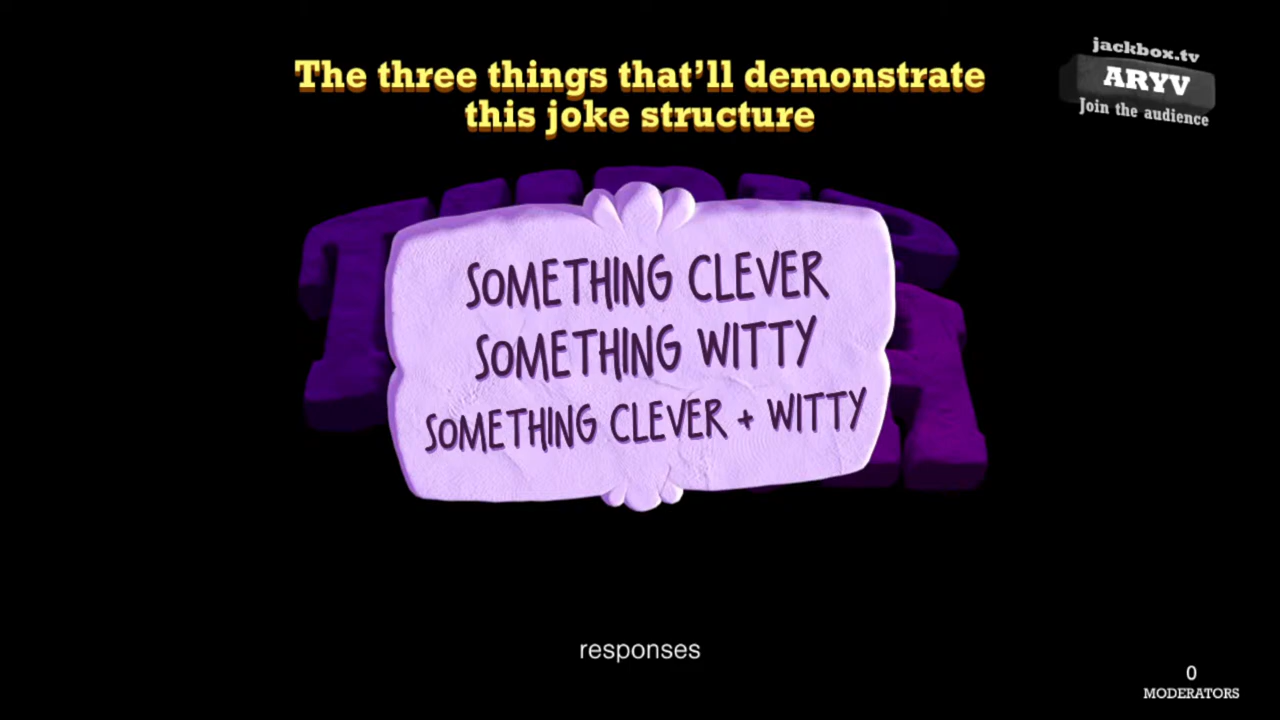 jackbox.tv
ARYV
Join the audience
The three things that’ll demonstrate
this joke structure
SOMETHING CLEVER
SOMETHING WITTY
SOMETHING CLEVER + WITTY
responses
0
MODERATORS